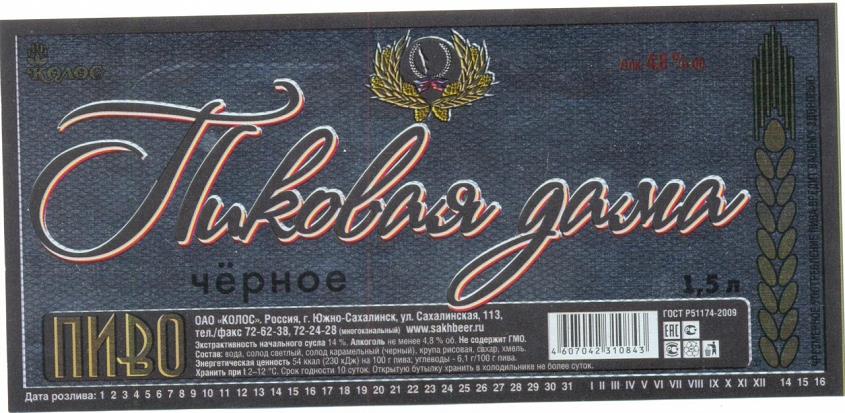 КОЛОС
Алк. 4,8 % об.
Пиковая дама
чёрное
1,5 л
ПИВО
ОАО «КОЛОС». Россия, г. Южно-Сахалинск, ул. Сахалинская, 113,
тел./факс 72-62-38, 72-24-28 (многоканальный) www.sakhbeer.ru
Экстрактивность начального сусла 14 %. Алкоголь не менее 4,8 % об. Не содержит ГМО.
Состав: вода, солод светлый, солод карамельный (черный), крупа рисовая, сахар, хмель.
Энергетическая ценность 54 ккал (230 кДж) на 100 г пива; углеводы - 6,1 г/100 г пива.
Хранить при t 2–12 °С. Срок годности 10 суток. Открытую бутылку хранить в холодильнике не более суток.
4 607042 310843
ГОСТ Р51174-2009
ЕАС
ЧРЕЗМЕРНОЕ УПОТРЕБЛЕНИЕ ПИВА ВРЕДИТ ВАШЕМУ ЗДОРОВЬЮ
Дата розлива: 1 2 3 4 5 6 7 8 9 10 11 12 13 14 15 16 17 18 19 20 21 22 23 24 25 26 27 28 29 30 31 I II III IV V VI VII VIII IX X XI XII 14 15 16